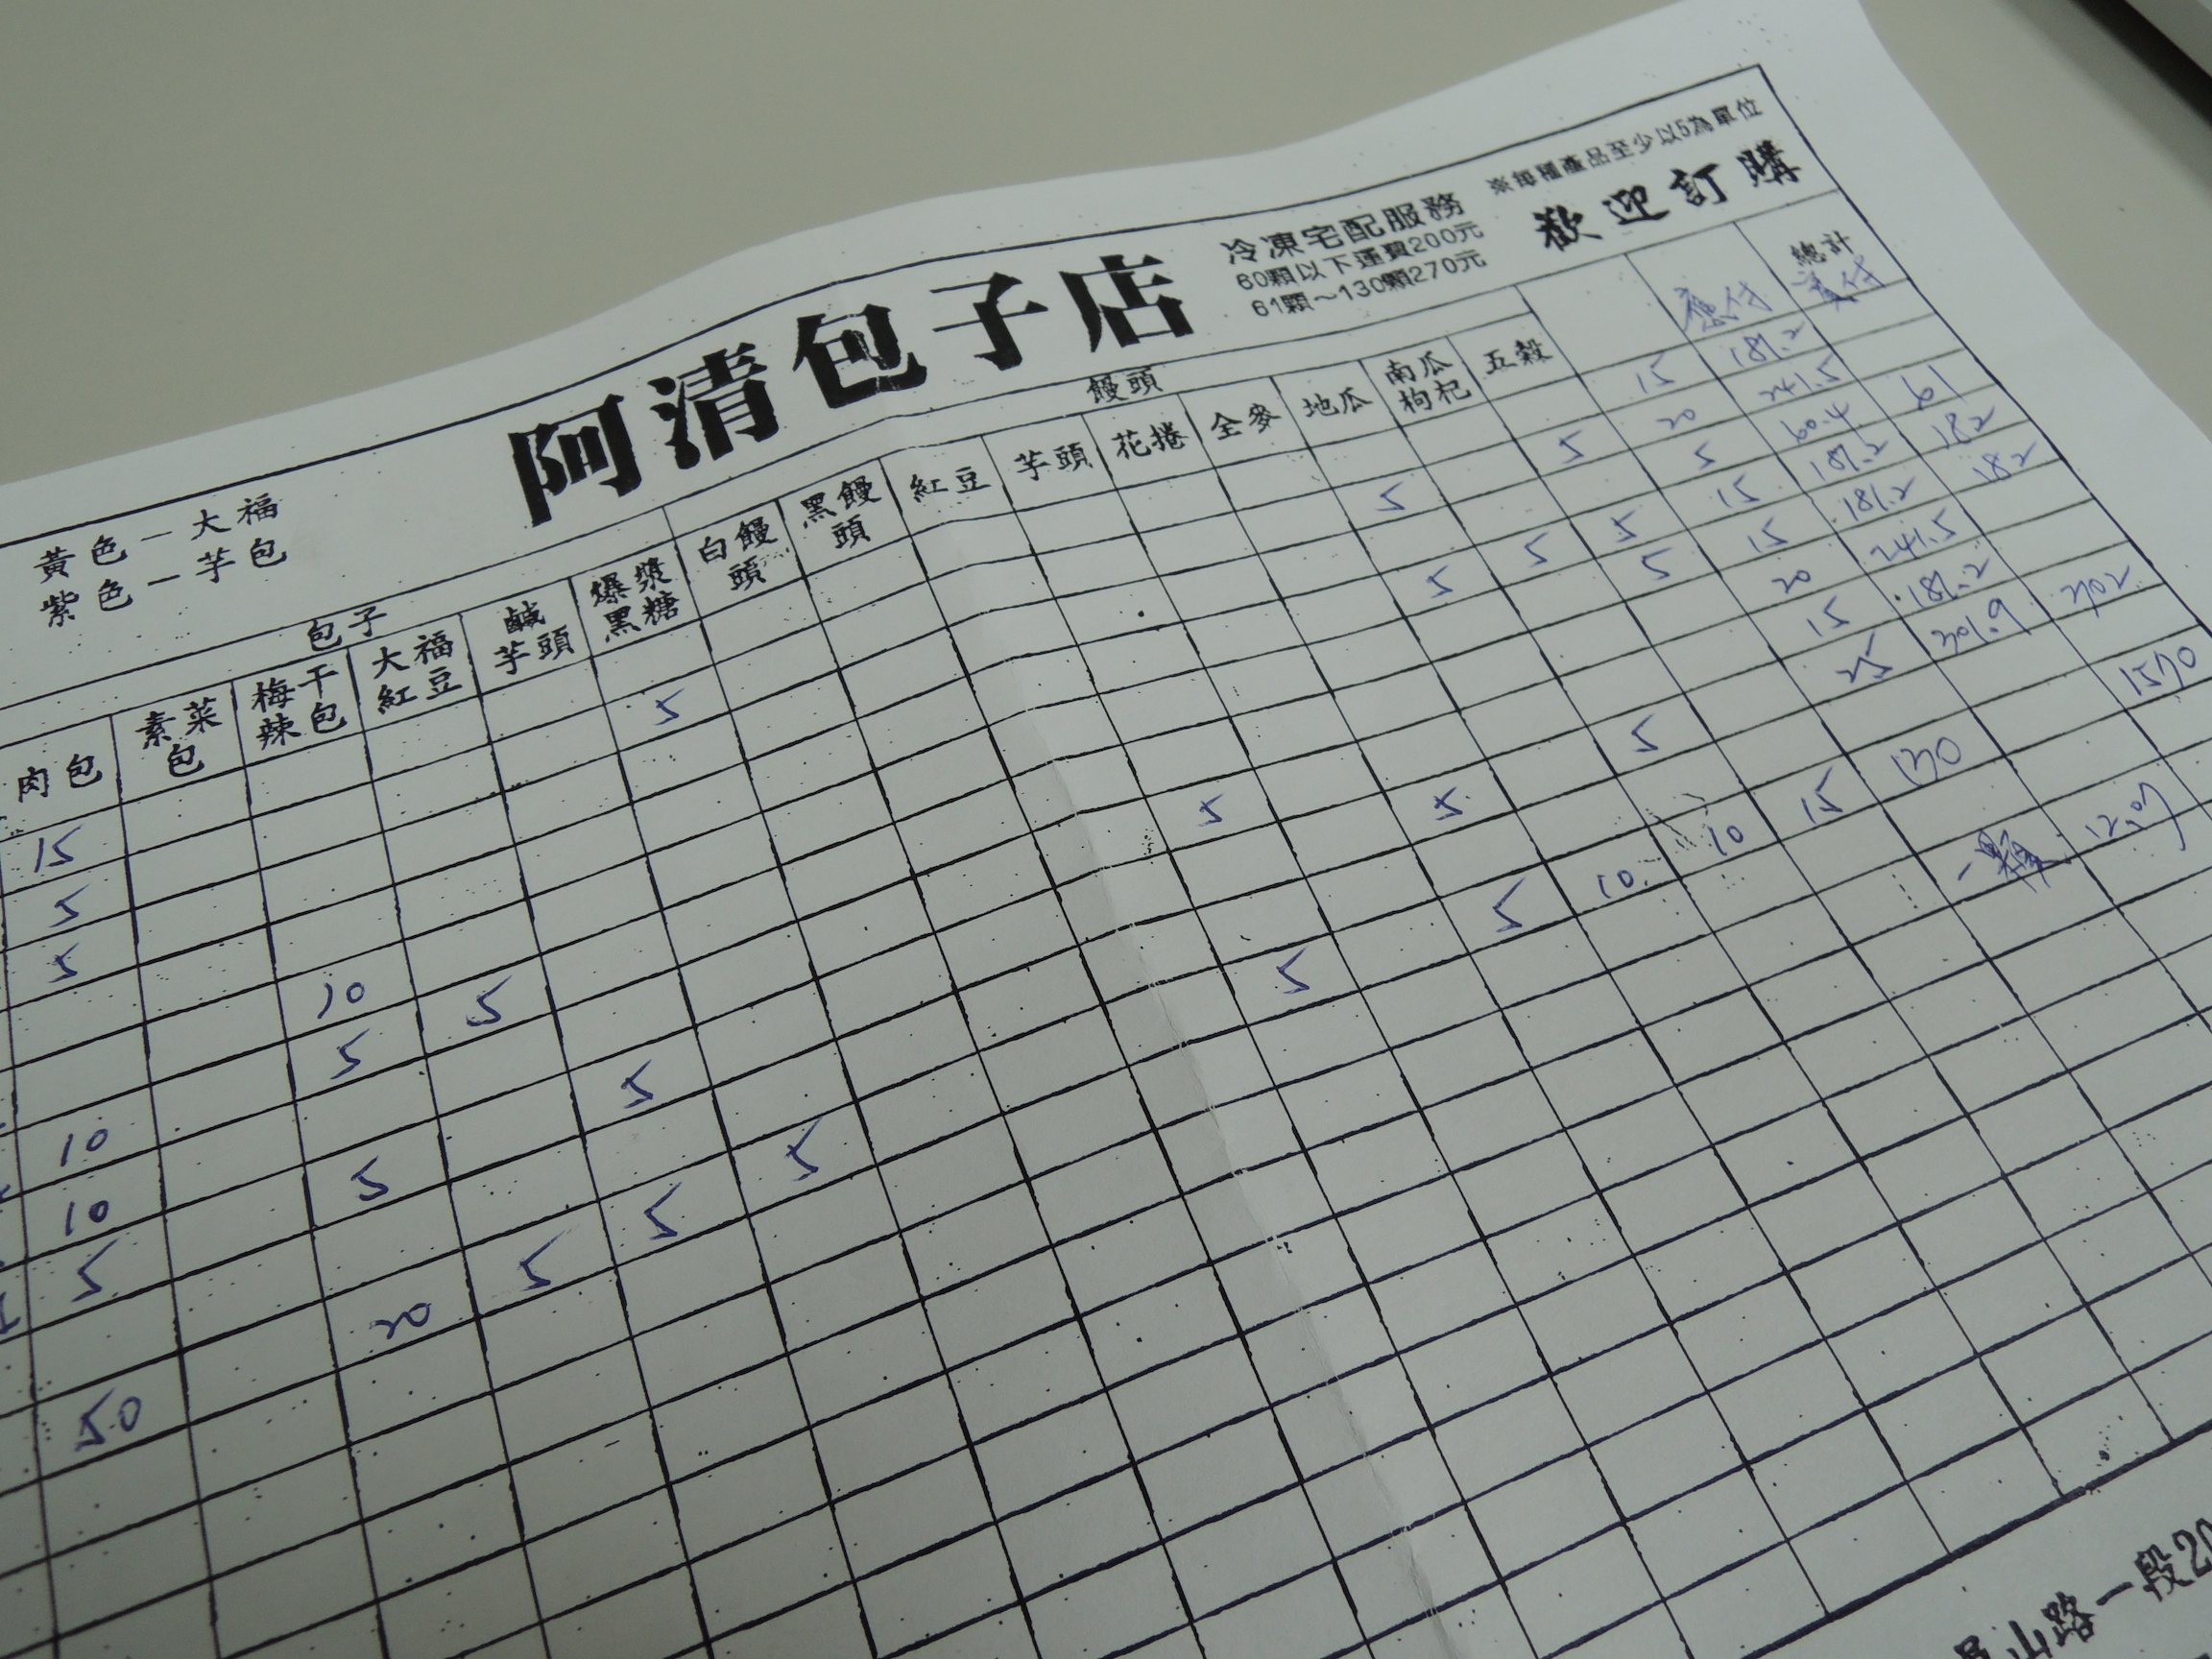 ※每種產品至少以5為單位
歡迎訂購
冷凍宅配服務
60顆以下運費200元
61顆～130顆270元
阿清包子店
黃色－大福
紫色－芋包
包子
饅頭
總計
應付 實付
肉包 素菜包 梅干辣包 大福紅豆 鹹芋頭 爆漿黑糖 白饅頭 黑饅頭 紅豆 芋頭 花捲 全麥 地瓜 南瓜枸杞 五穀
15 15 181.2
5 5 5 5 20 241.5
5 5 60.4 61
10 5 15 181.2 182
5 5 5 15 181.2 182
10 5 5 20 241.5
10 5 15 181.2
5 5 5 5 5 25 301.9 302
1570
50 20 5 5 5 5 5 10 10 15 130
一顆 12.07
山路一段20